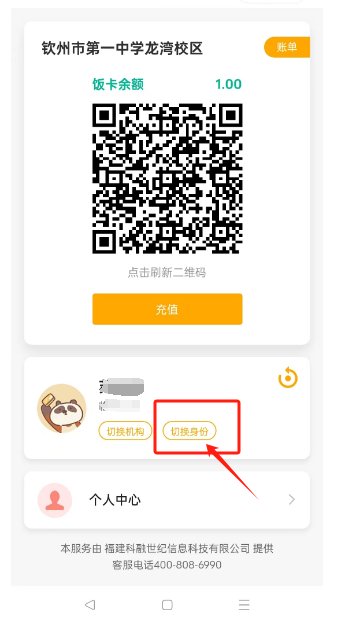 钦州市第一中学龙湾校区
账单
饭卡余额 1.00
点击刷新二维码
充值
切换机构
切换身份
个人中心
本服务由 福建科融世纪信息科技有限公司 提供
客服电话400-808-6990